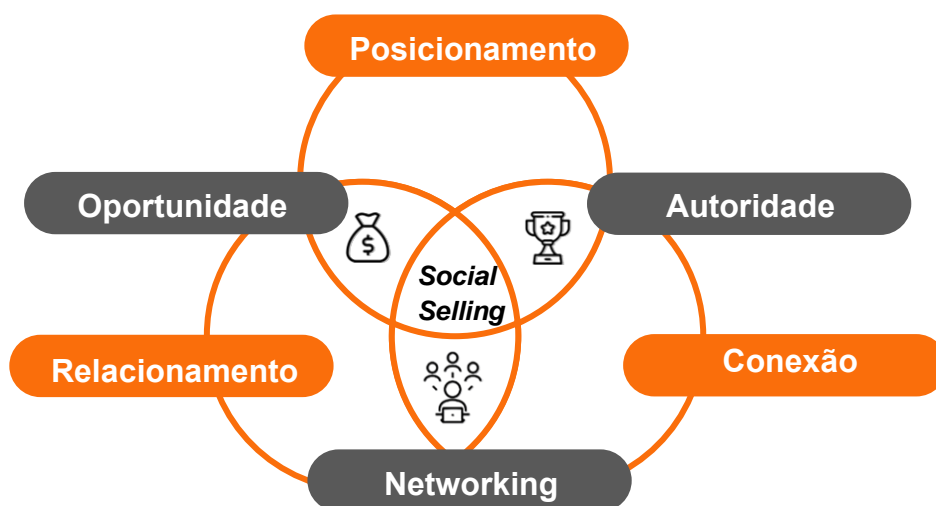 Posicionamento
Oportunidade
Autoridade
Social
Selling
Relacionamento
Conexão
Networking